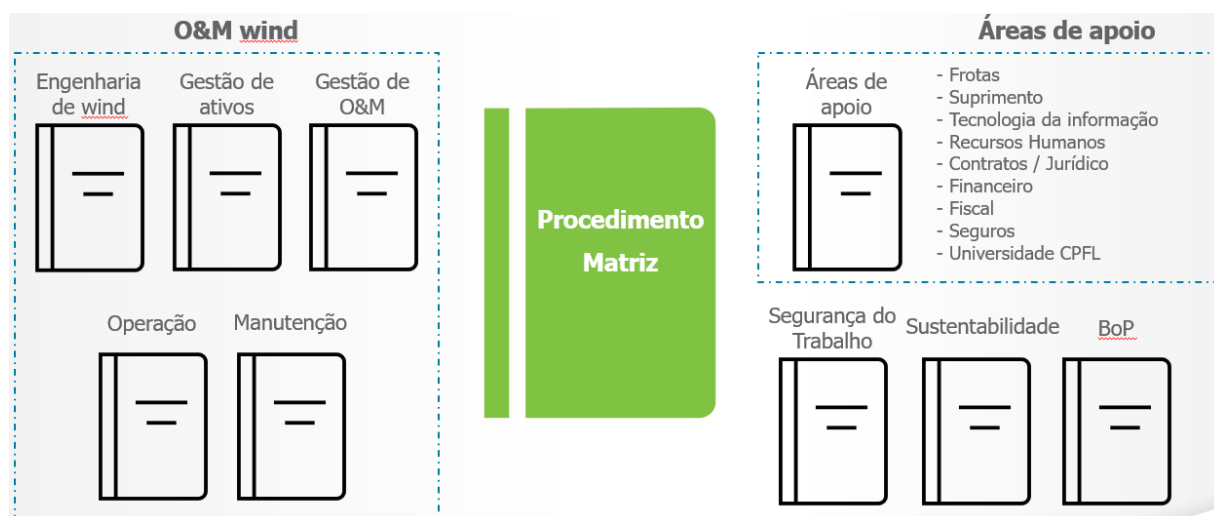 O&M wind
Engenharia
de wind
Gestão de
ativos
Gestão de
O&M
Operação
Manutenção
Procedimento
Matriz
Áreas de apoio
Áreas de
apoio
- Frotas
- Suprimento
- Tecnologia da informação
- Recursos Humanos
- Contratos / Jurídico
- Financeiro
- Fiscal
- Seguros
- Universidade CPFL
Segurança do
Trabalho
Sustentabilidade
BoP